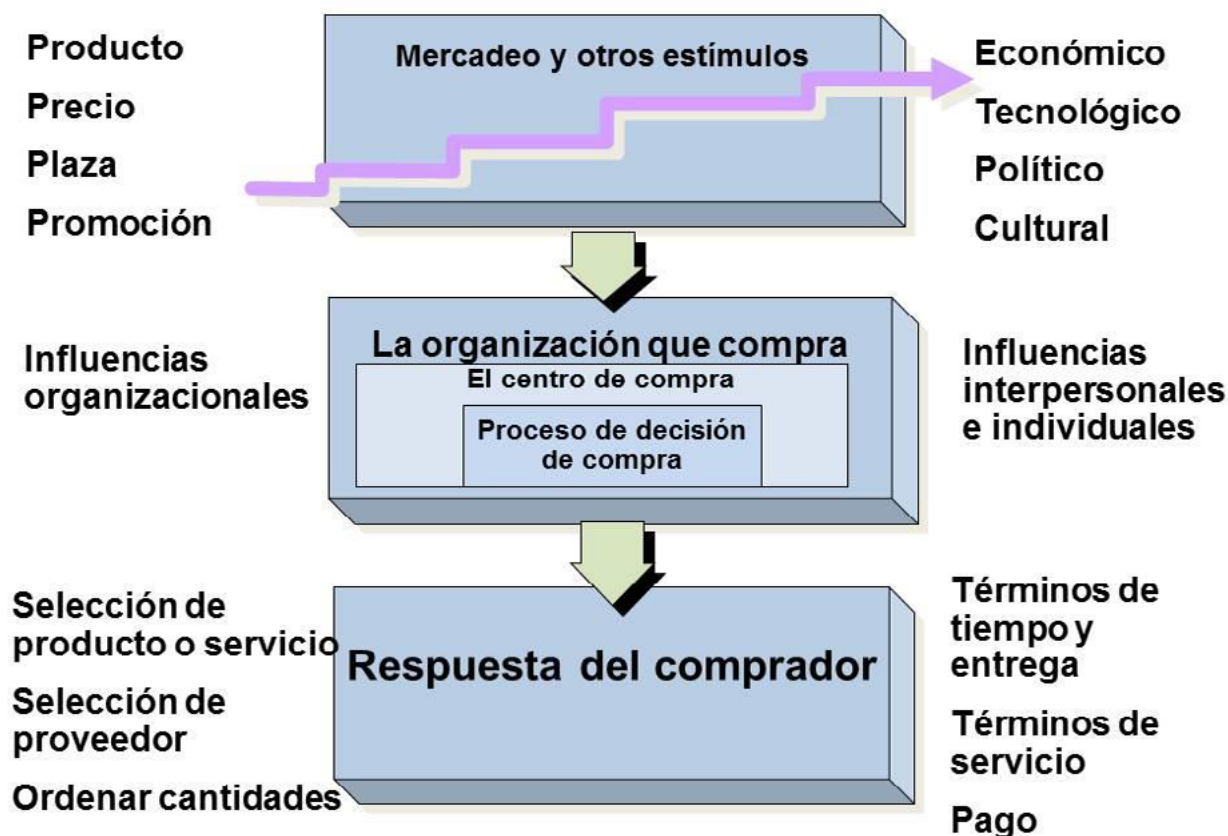 Producto
Precio
Plaza
Promoción
Mercadeo y otros estímulos
Económico
Tecnológico
Político
Cultural
Influencias
organizacionales
La organización que compra
El centro de compra
Proceso de decisión
de compra
Influencias
interpersonales
e individuales
Selección de
producto o servicio
Selección de
proveedor
Ordenar cantidades
Respuesta del comprador
Términos de
tiempo y
entrega
Términos de
servicio
Pago